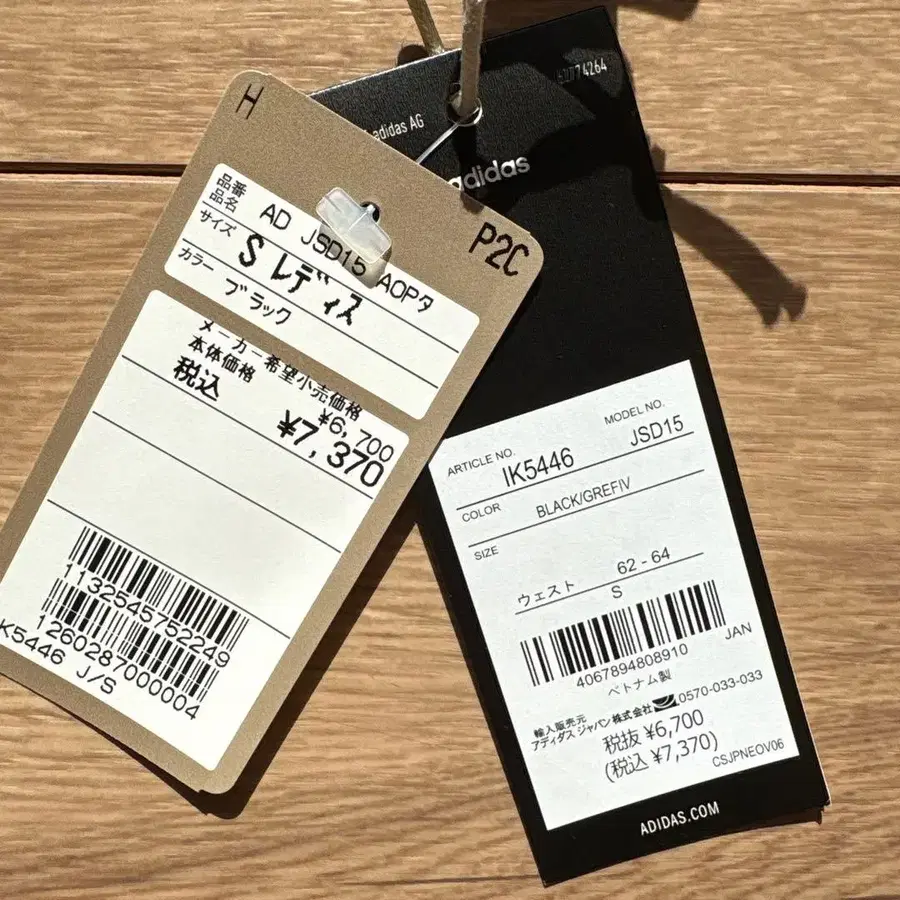 H
P2C
品番
品名
AD JSD15 AOPタ
サイズ
S レディス
カラー
ブラック
メーカー希望小売価格
本体価格
¥6,700
税込
¥7,370
1132545752249
1260287000004
K5446 J/S
adidas AG
74264
adidas
ARTICLE NO.
MODEL NO.
IK5446
JSD15
COLOR
BLACK/GREFIV
SIZE
ウェスト 62 - 64
S
4067894808910
JAN
ベトナム製
輸入販売元
アディダス ジャパン株式会社 0570-033-033
税抜 ¥6,700
(税込 ¥7,370)
CSJPNEOV06
ADIDAS.COM